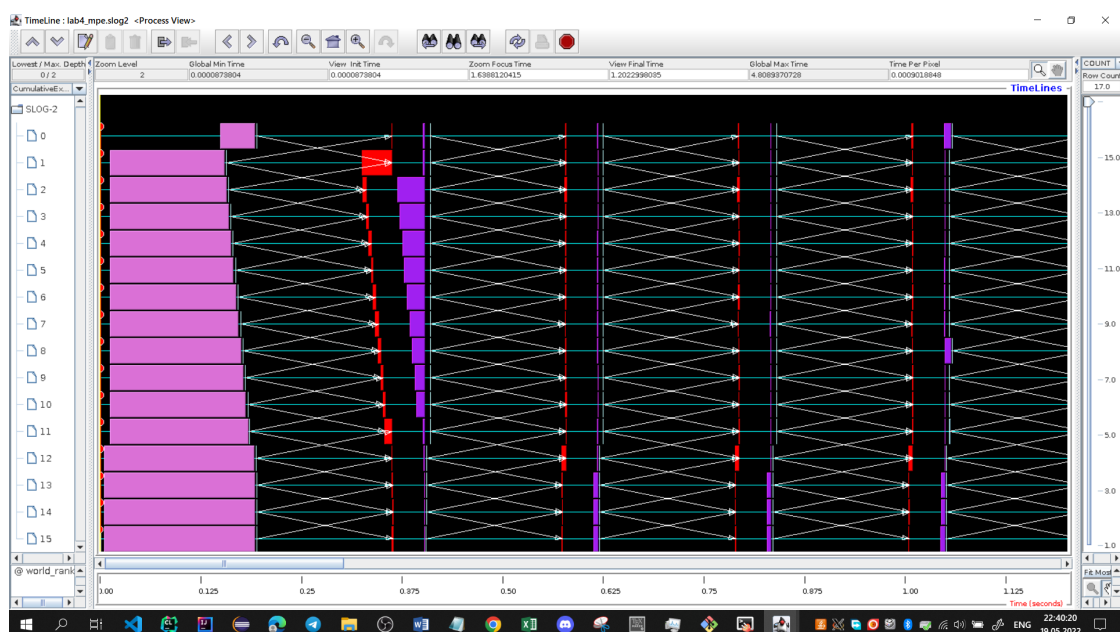 TimeLine : lab4_mpe.slog2 <Process View>
Lowest / Max. Depth
Zoom Level
Global Min Time
View Init Time
Zoom Focus Time
View Final Time
Global Max Time
Time Per Pixel
0 / 2
2
0.0000873804
0.0000873804
1.6388120415
1.2022998035
4.8089370728
0.0009018848
COUNT
Row Coun
17.0
CumulativeEx...
TimeLines
SLOG-2
0
1
2
3
4
5
6
7
8
9
10
11
12
13
14
15
15.0
13.0
11.0
9.0
7.0
5.0
3.0
1.0
@ world_rank
Fit Most
0.00
0.125
0.25
0.375
0.50
0.625
0.75
0.875
1.00
1.125
Time (seconds)
ENG
22:40:20
19.05.2022